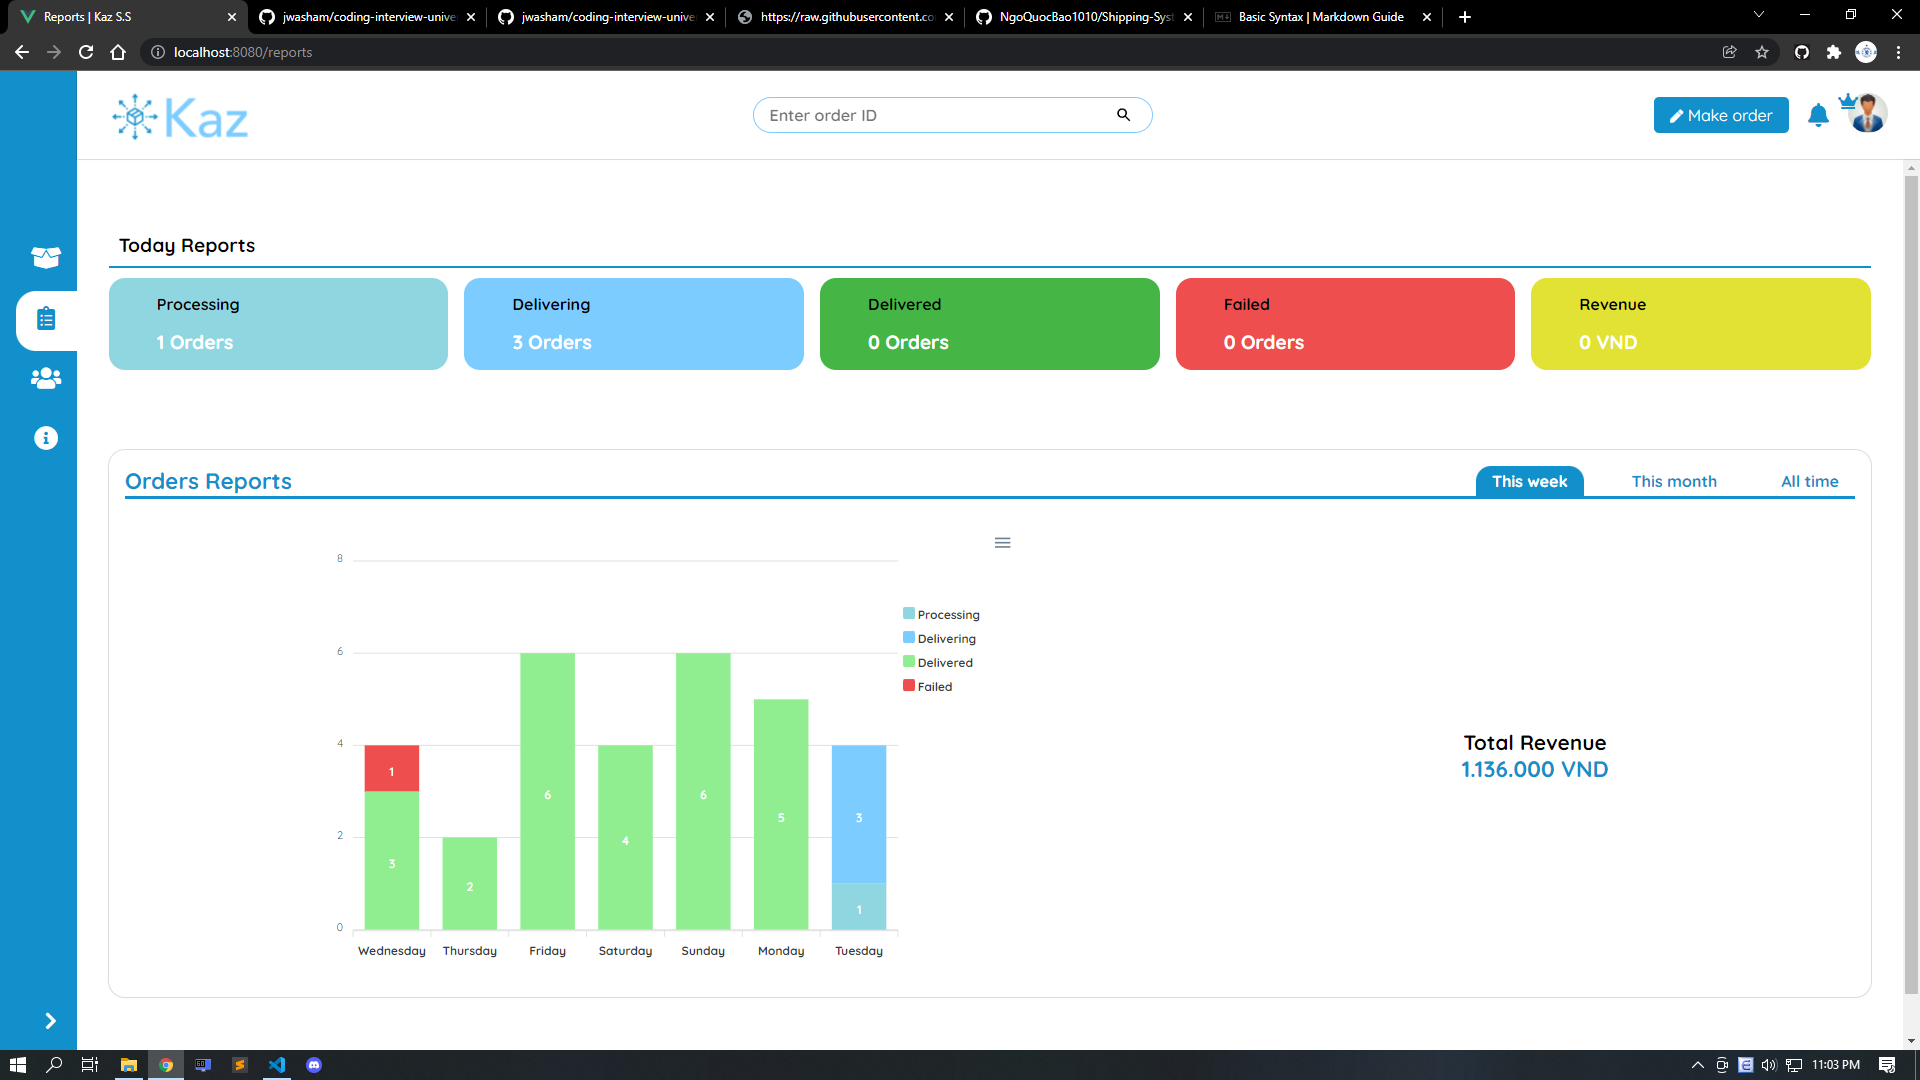 Reports | Kaz S.S
jwasham/coding-interview-unive
jwasham/coding-interview-unive
https://raw.githubusercontent.co
NgoQuocBao1010/Shipping-Syst
Basic Syntax | Markdown Guide
localhost:8080/reports
Kaz
Enter order ID
Make order
Today Reports
Processing
1 Orders
Delivering
3 Orders
Delivered
0 Orders
Failed
0 Orders
Revenue
0 VND
Orders Reports
This week
This month
All time
8
6
4
2
0
Processing
Delivering
Delivered
Failed
1
3
2
6
4
6
5
3
1
Wednesday
Thursday
Friday
Saturday
Sunday
Monday
Tuesday
Total Revenue
1.136.000 VND
11:03 PM